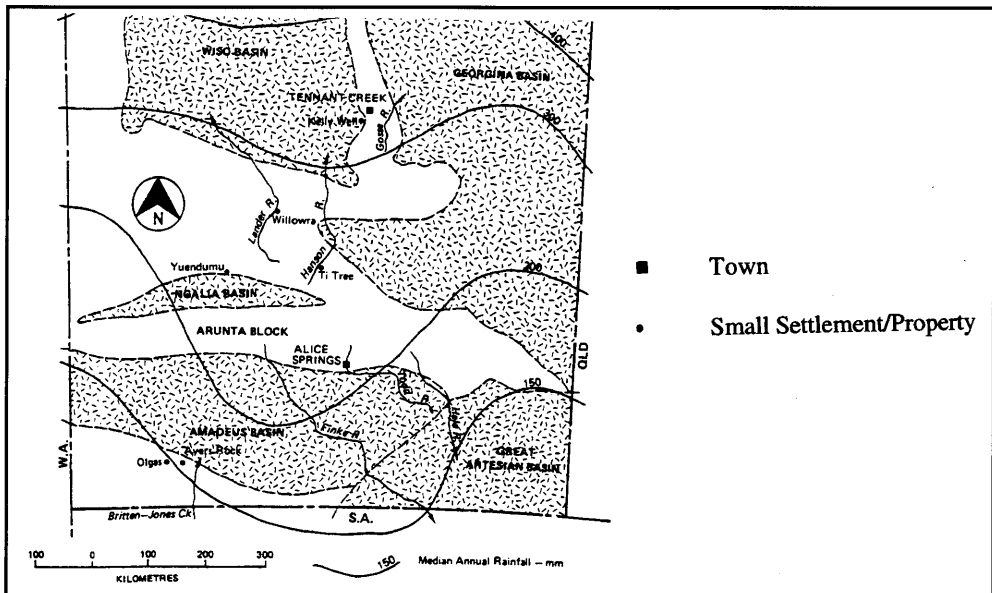 400
WISO BASIN
GEORGINA BASIN
TENNANT CREEK
Kelly Well
Gosse R.
300
N
Lander R.
Willowra
Hanson R.
Ti Tree
Yuendumu
NGALIA BASIN
200
ARUNTA BLOCK
ALICE SPRINGS
QLD
150
R.
Hale R.
Finke R.
AMADEUS BASIN
Ayers Rock
Olgas
W.A.
GREAT ARTESIAN BASIN
Britten-Jones Ck
S.A.
100 0 100 200 300
KILOMETRES
150 Median Annual Rainfall – mm
■ Town
• Small Settlement/Property